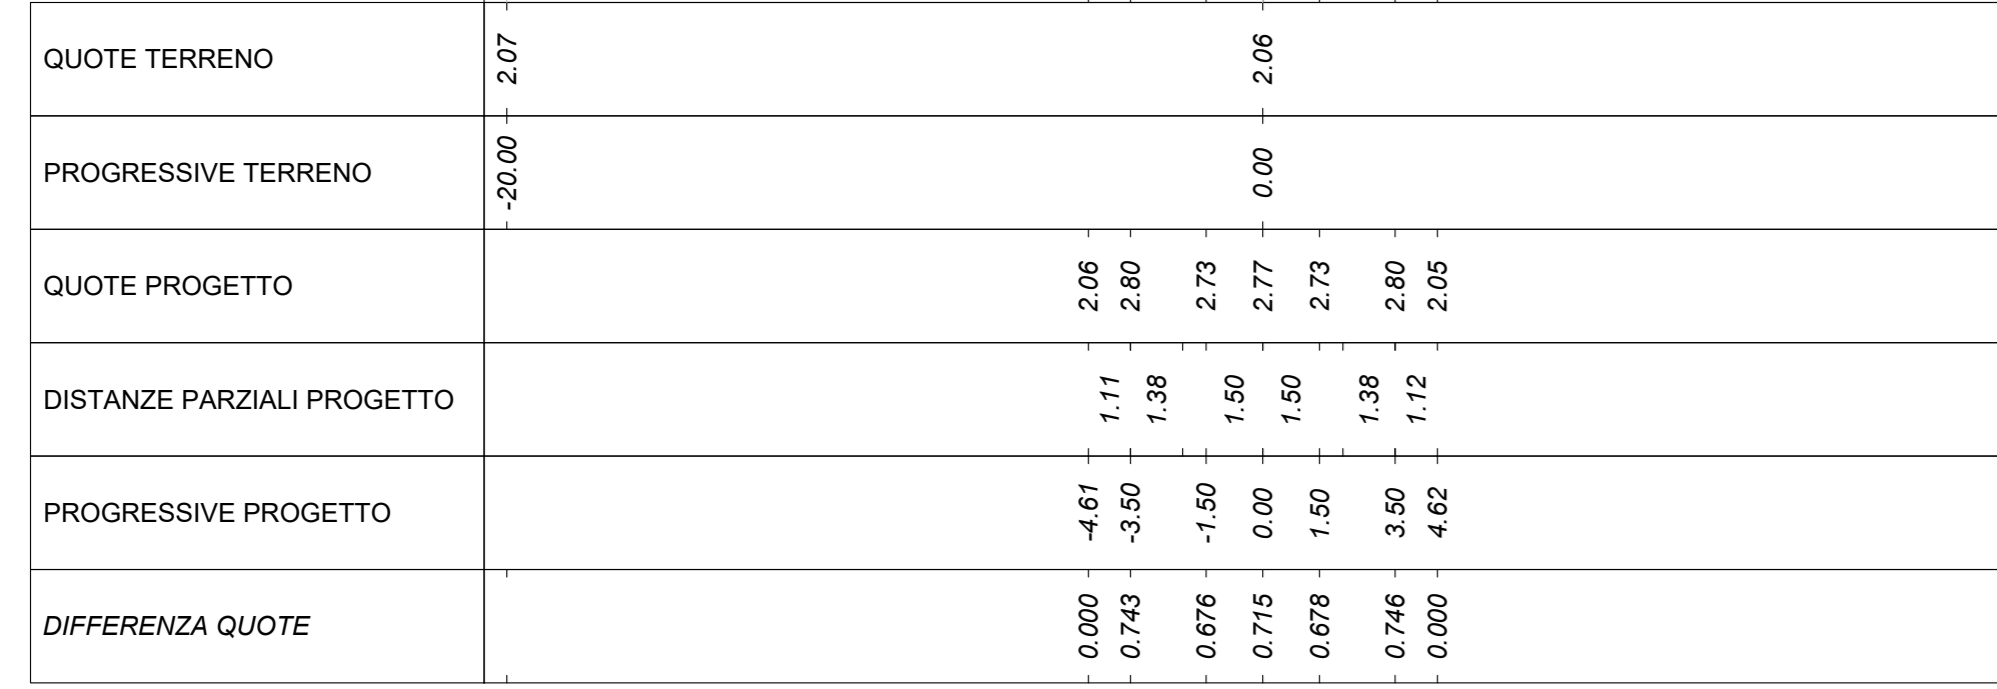 QUOTE TERRENO 2.07 2.06
PROGRESSIVE TERRENO -20.00 0.00
QUOTE PROGETTO 2.06 2.80 2.73 2.77 2.73 2.80 2.05
DISTANZE PARZIALI PROGETTO 1.11 1.38 1.50 1.50 1.38 1.12
PROGRESSIVE PROGETTO -4.61 -3.50 -1.50 0.00 1.50 3.50 4.62
DIFFERENZA QUOTE 0.000 0.743 0.676 0.715 0.678 0.746 0.000